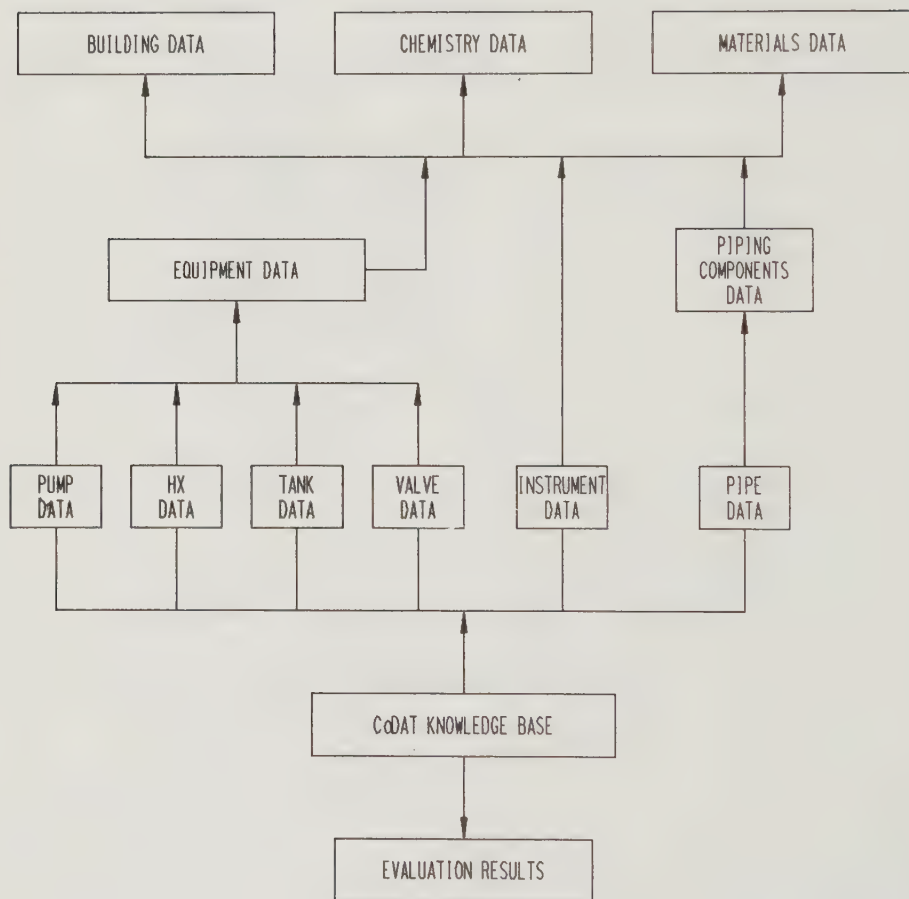 BUILDING DATA
CHEMISTRY DATA
MATERIALS DATA
EQUIPMENT DATA
PIPING
COMPONENTS
DATA
PUMP
DATA
HX
DATA
TANK
DATA
VALVE
DATA
INSTRUMENT
DATA
PIPE
DATA
CoDAT KNOWLEDGE BASE
EVALUATION RESULTS